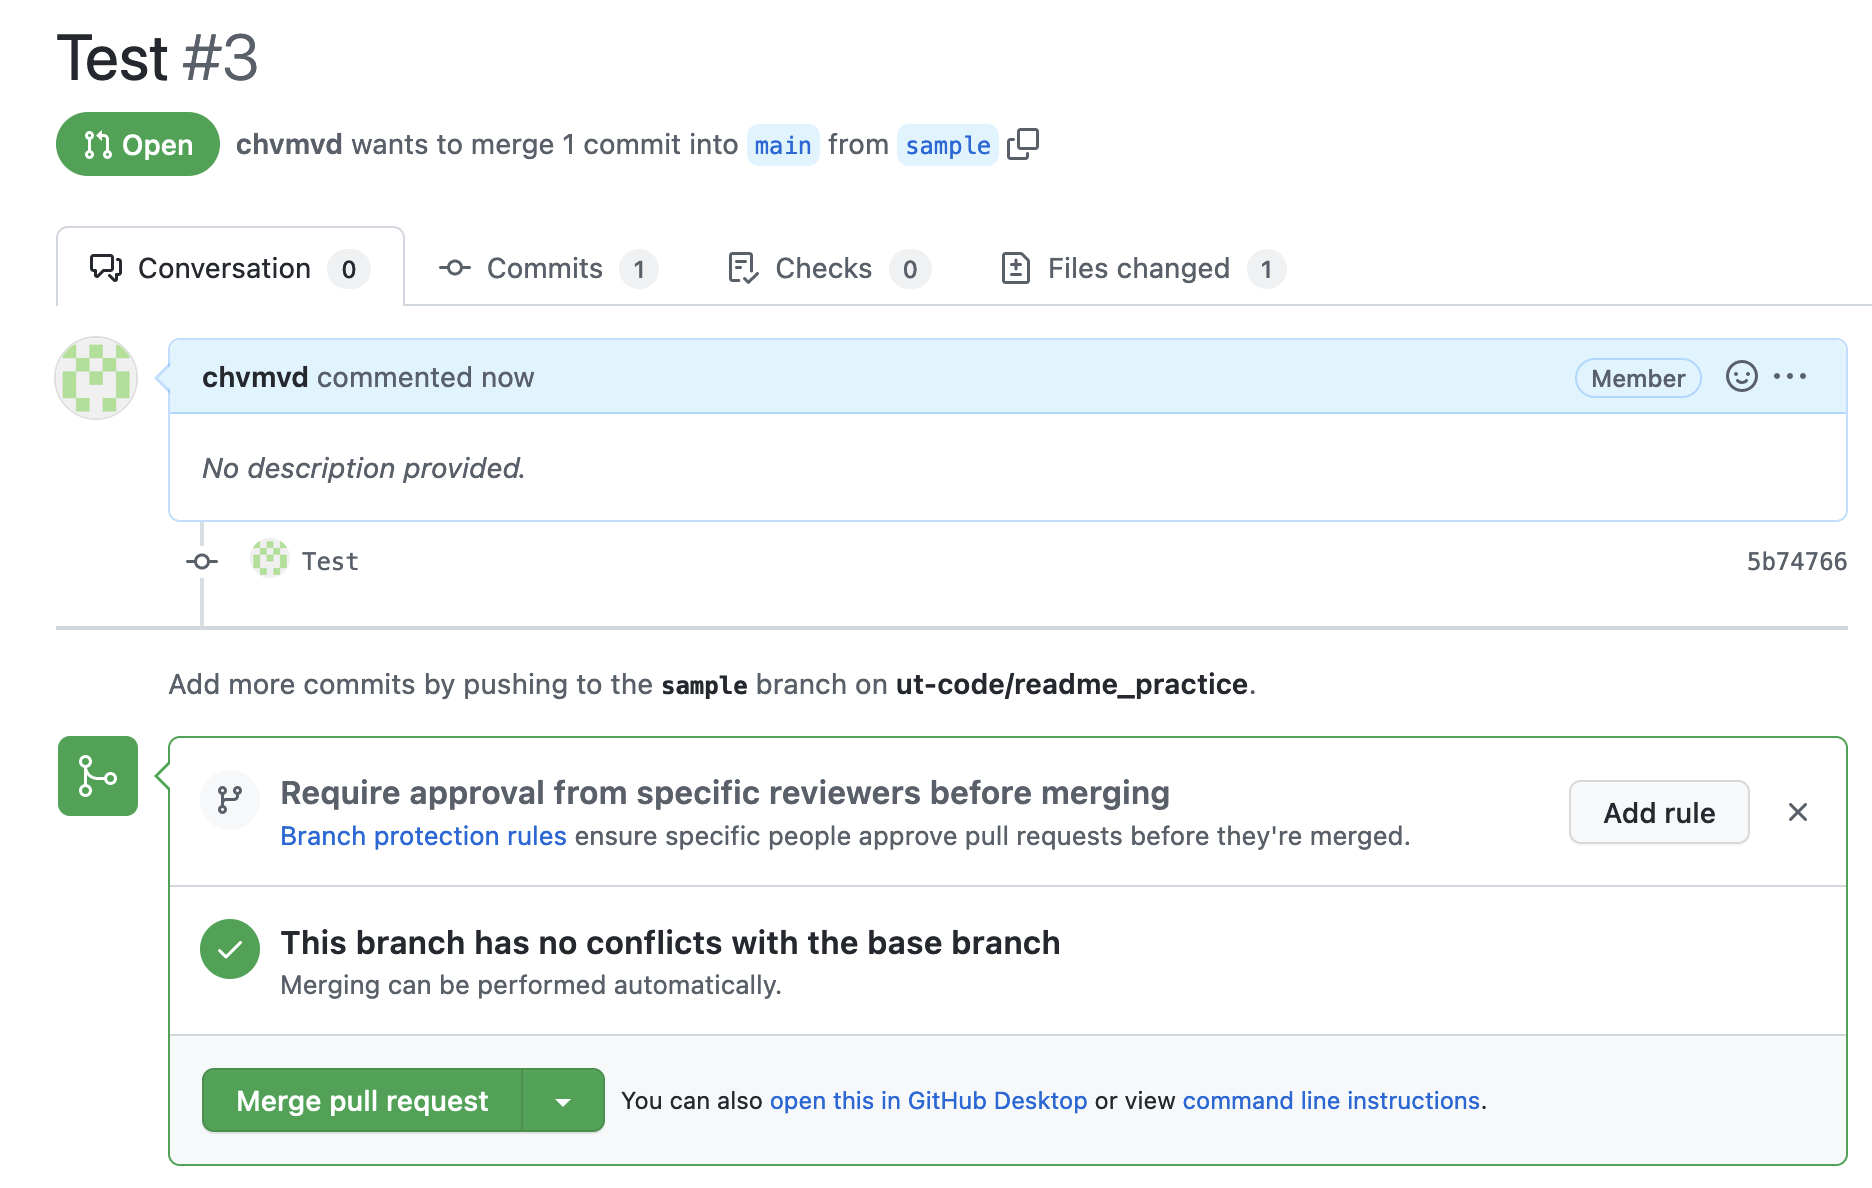 Test #3
Open chvmvd wants to merge 1 commit into main from sample
Conversation 0 Commits 1 Checks 0 Files changed 1
chvmvd commented now Member
No description provided.
Test 5b74766
Add more commits by pushing to the sample branch on ut-code/readme_practice.
Require approval from specific reviewers before merging
Branch protection rules ensure specific people approve pull requests before they're merged.
Add rule
This branch has no conflicts with the base branch
Merging can be performed automatically.
Merge pull request You can also open this in GitHub Desktop or view command line instructions.